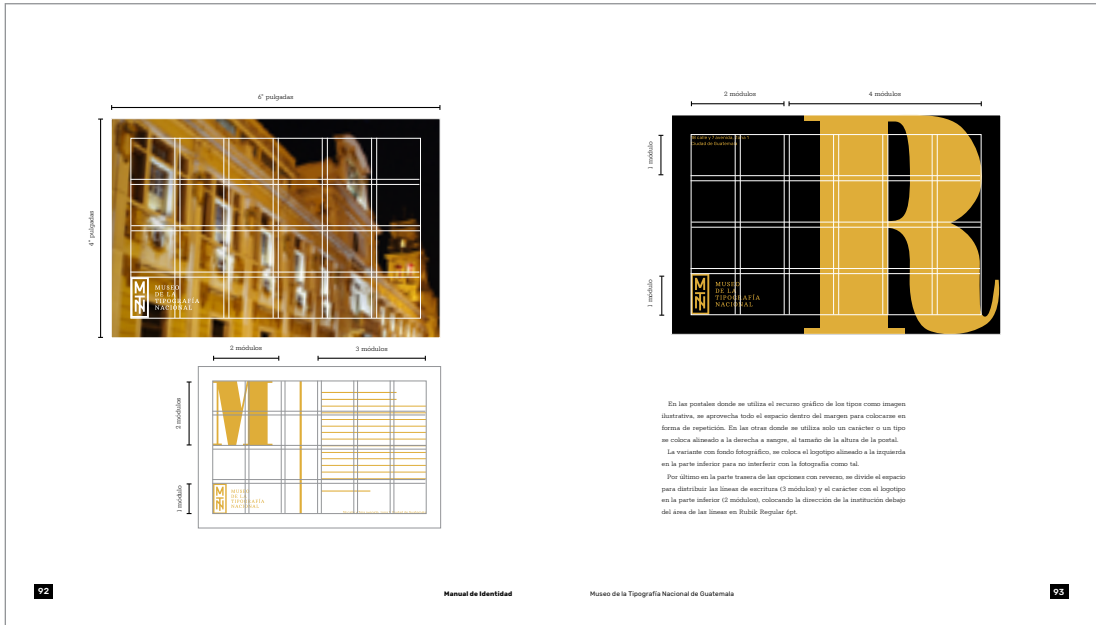 6" pulgadas
4" pulgadas
MTN
MUSEO
DE LA
TIPOGRAFÍA
NACIONAL
2 módulos
3 módulos
2 módulos
1 módulo
M
MTN
MUSEO
DE LA
TIPOGRAFÍA
NACIONAL
92
Manual de Identidad
2 módulos
4 módulos
1 módulo
1 módulo
calle y 7 avenida, zona 1
Ciudad de Guatemala
R
MTN
MUSEO
DE LA
TIPOGRAFÍA
NACIONAL
En las postales donde se utiliza el recurso gráfico de los tipos como imagen
ilustrativa, se aprovecha todo el espacio dentro del margen para colocarse en
forma de repetición. En las otras donde se utiliza solo un carácter o un tipo
se coloca alineado a la derecha a sangre, al tamaño de la altura de la postal.
La variante con fondo fotográfico, se coloca el logotipo alineado a la izquierda
en la parte inferior para no interferir con la fotografía como tal.
Por último en la parte trasera de las opciones con reverso, se divide el espacio
para distribuir las líneas de escritura (3 módulos) y el carácter con el logotipo
en la parte inferior (2 módulos), colocando la dirección de la institución debajo
del área de las líneas en Rubik Regular 6pt.
Museo de la Tipografía Nacional de Guatemala
93